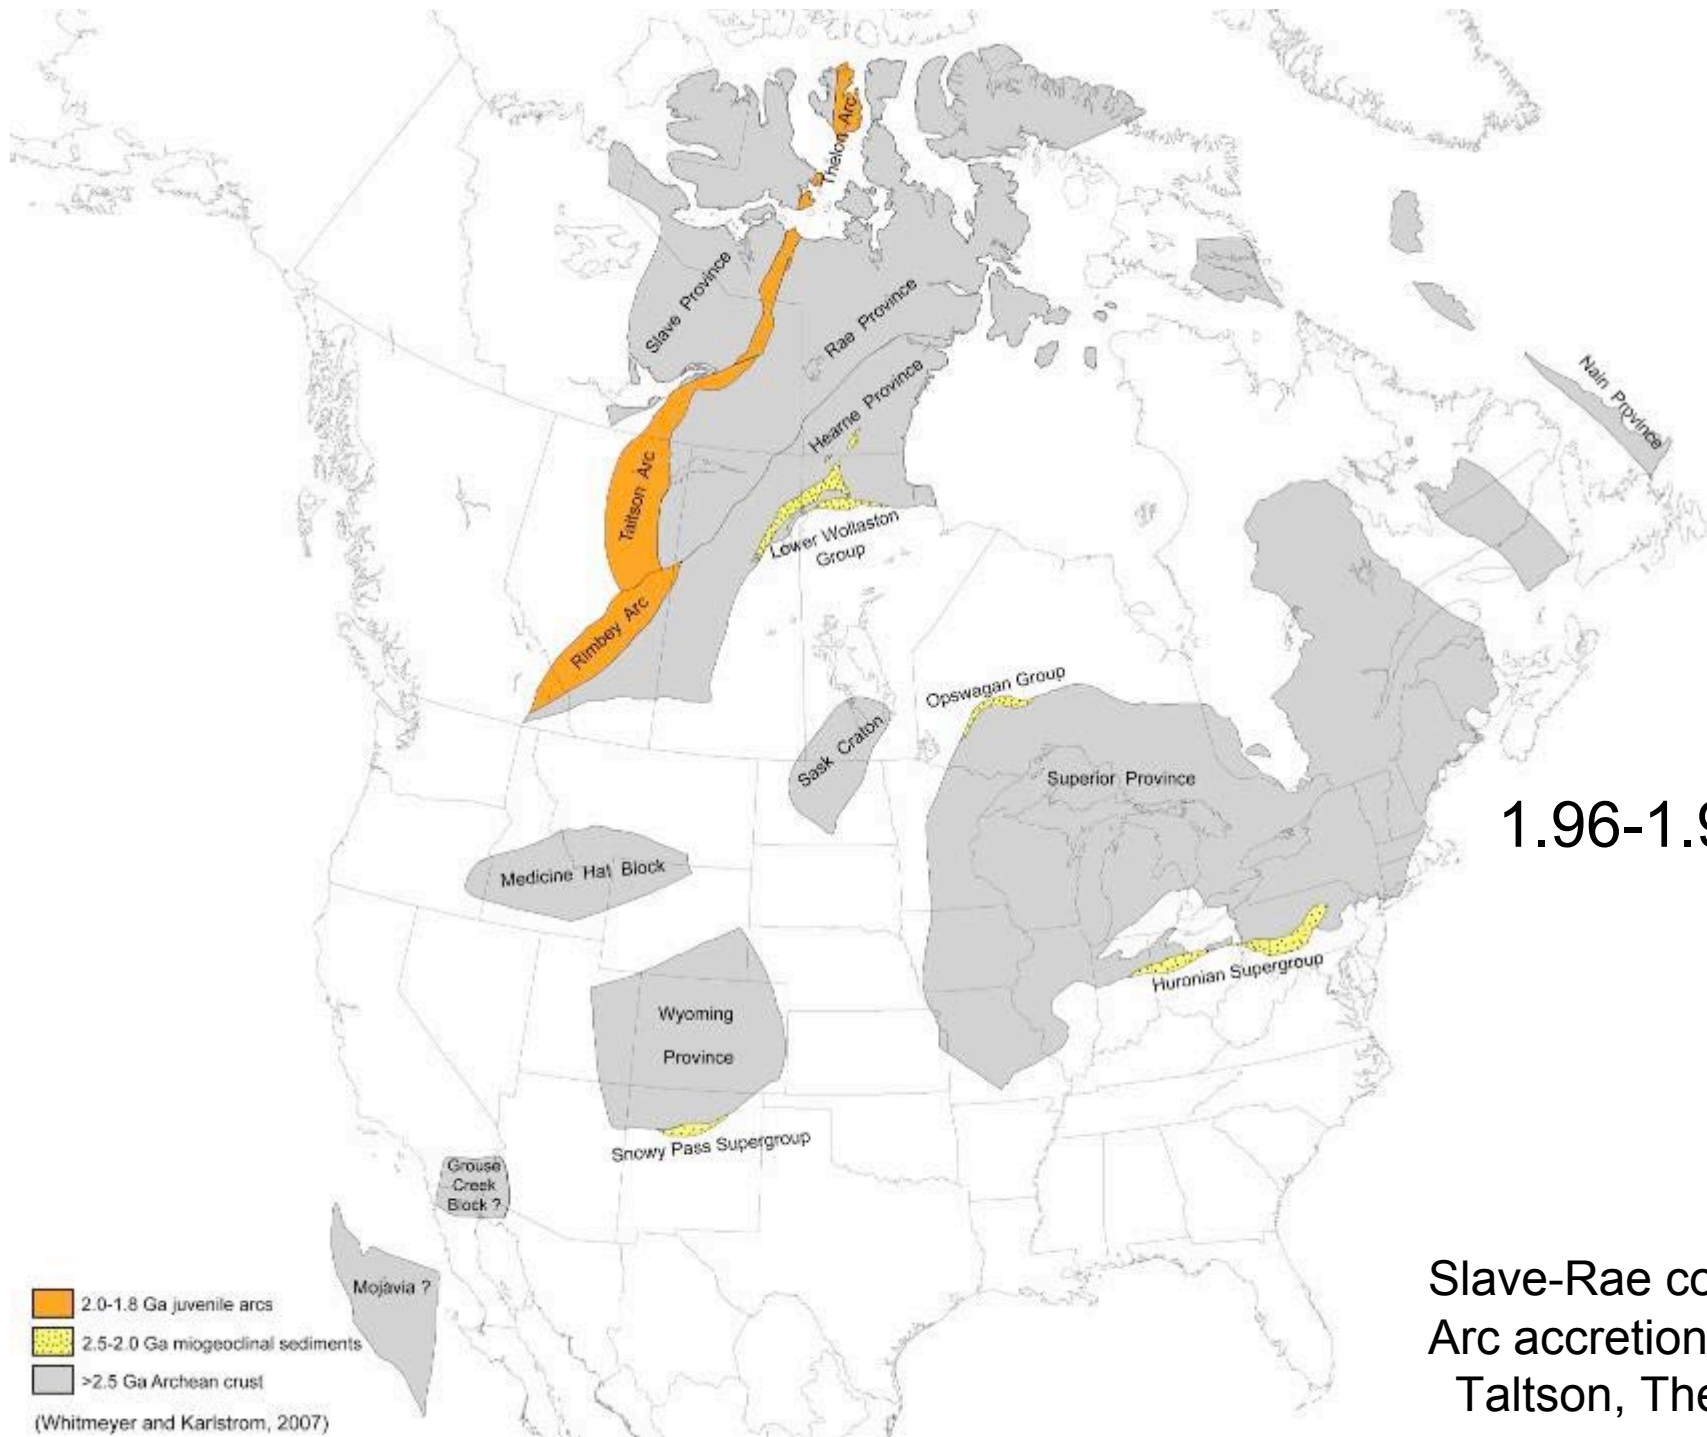 Thelon Arc
Slave Province
Rae Province
Hearne Province
Nain Province
Taltson Arc
Lower Wollaston
Group
Rimbey Arc
Opswagan Group
Sask Craton
Superior Province
1.96-1.9
Medicine Hat Block
Huronian Supergroup
Wyoming
Province
Snowy Pass Supergroup
Grouse
Creek
Block ?
Mojavia ?
2.0-1.8 Ga juvenile arcs
2.5-2.0 Ga miogeoclinal sediments
>2.5 Ga Archean crust
(Whitmeyer and Karlstrom, 2007)
Slave-Rae co
Arc accretion
Taltson, The